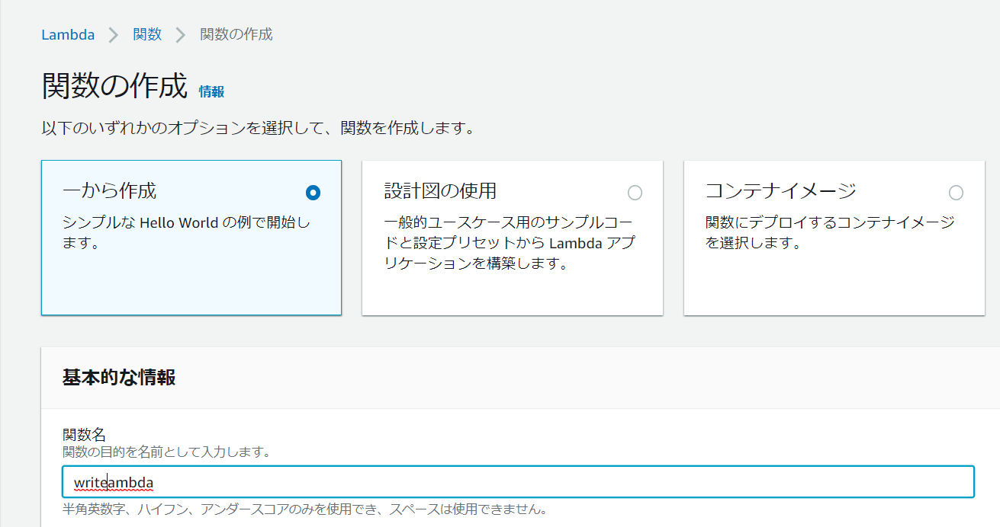 Lambda > 関数 > 関数の作成
関数の作成 情報
以下のいずれかのオプションを選択して、関数を作成します。
一から作成
シンプルな Hello World の例で開始し
ます。
設計図の使用
一般的ユースケース用のサンプルコー
ドと設定プリセットから Lambda アプ
リケーションを構築します。
コンテナイメージ
関数にデプロイするコンテナイメージ
を選択します。
基本的な情報
関数名
関数の目的を名前として入力します。
writeambda
半角英数字、ハイフン、アンダースコアのみを使用でき、スペースは使用できません。